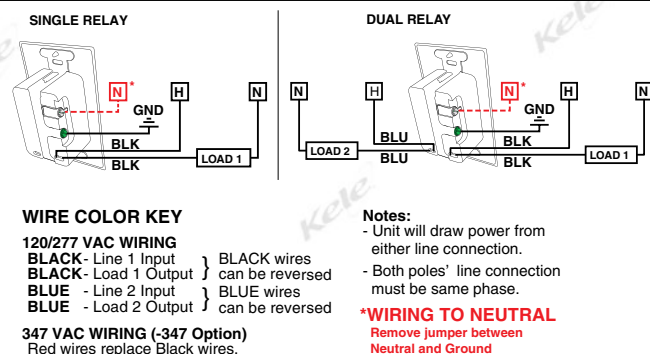 SINGLE RELAY
N * H N
GND
BLK
BLK
LOAD 1
DUAL RELAY
N H N * H N
GND
BLU
BLU
BLK
BLK
LOAD 2
LOAD 1
Kele
Kele
Kele
WIRE COLOR KEY
120/277 VAC WIRING
BLACK - Line 1 Input
BLACK - Load 1 Output
} BLACK wires
can be reversed
BLUE - Line 2 Input
BLUE - Load 2 Output
} BLUE wires
can be reversed
347 VAC WIRING (-347 Option)
Red wires replace Black wires.
Notes:
- Unit will draw power from
either line connection.
- Both poles' line connection
must be same phase.
*WIRING TO NEUTRAL
Remove jumper between
Neutral and Ground